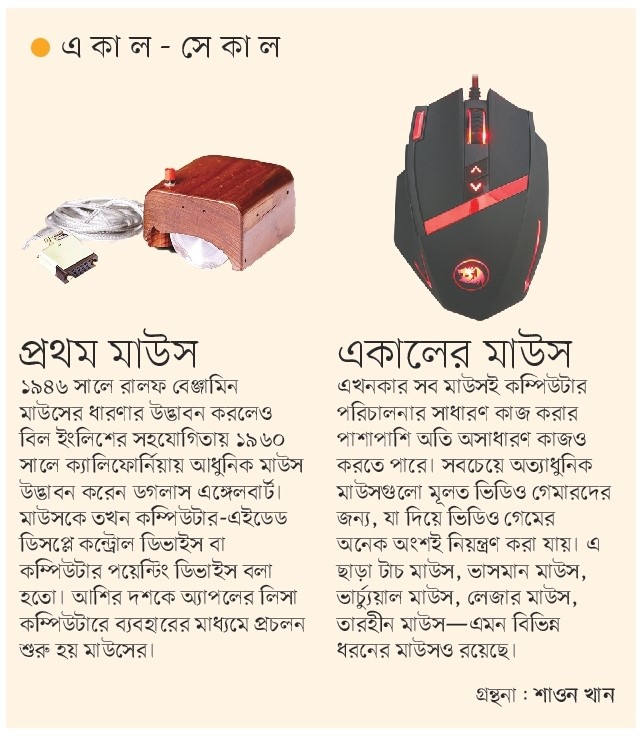 এ কা ল - সে কা ল
প্রথম মাউস
১৯৪৬ সালে রালফ বেঞ্জামিন
মাউসের ধারণার উদ্ভাবন করলেও
বিল ইংলিশের সহযোগিতায় ১৯৬০
সালে ক্যালিফোর্নিয়ায় আধুনিক মাউস
উদ্ভাবন করেন ডগলাস এঙ্গেলবার্ট।
মাউসকে তখন কম্পিউটার-এইডেড
ডিসপ্লে কন্ট্রোল ডিভাইস বা
কম্পিউটার পয়েন্টিং ডিভাইস বলা
হতো। আশির দশকে অ্যাপলের লিসা
কম্পিউটারে ব্যবহারের মাধ্যমে প্রচলন
শুরু হয় মাউসের।
একালের মাউস
এখনকার সব মাউসই কম্পিউটার
পরিচালনার সাধারণ কাজ করার
পাশাপাশি অতি অসাধারণ কাজও
করতে পারে। সবচেয়ে অত্যাধুনিক
মাউসগুলো মূলত ভিডিও গেমারদের
জন্য, যা দিয়ে ভিডিও গেমের
অনেক অংশই নিয়ন্ত্রণ করা যায়। এ
ছাড়া টাচ মাউস, ভাসমান মাউস,
ভার্চ্যুয়াল মাউস, লেজার মাউস,
তারহীন মাউস—এমন বিভিন্ন
ধরনের মাউসও রয়েছে।
গ্রন্থনা : শাওন খান